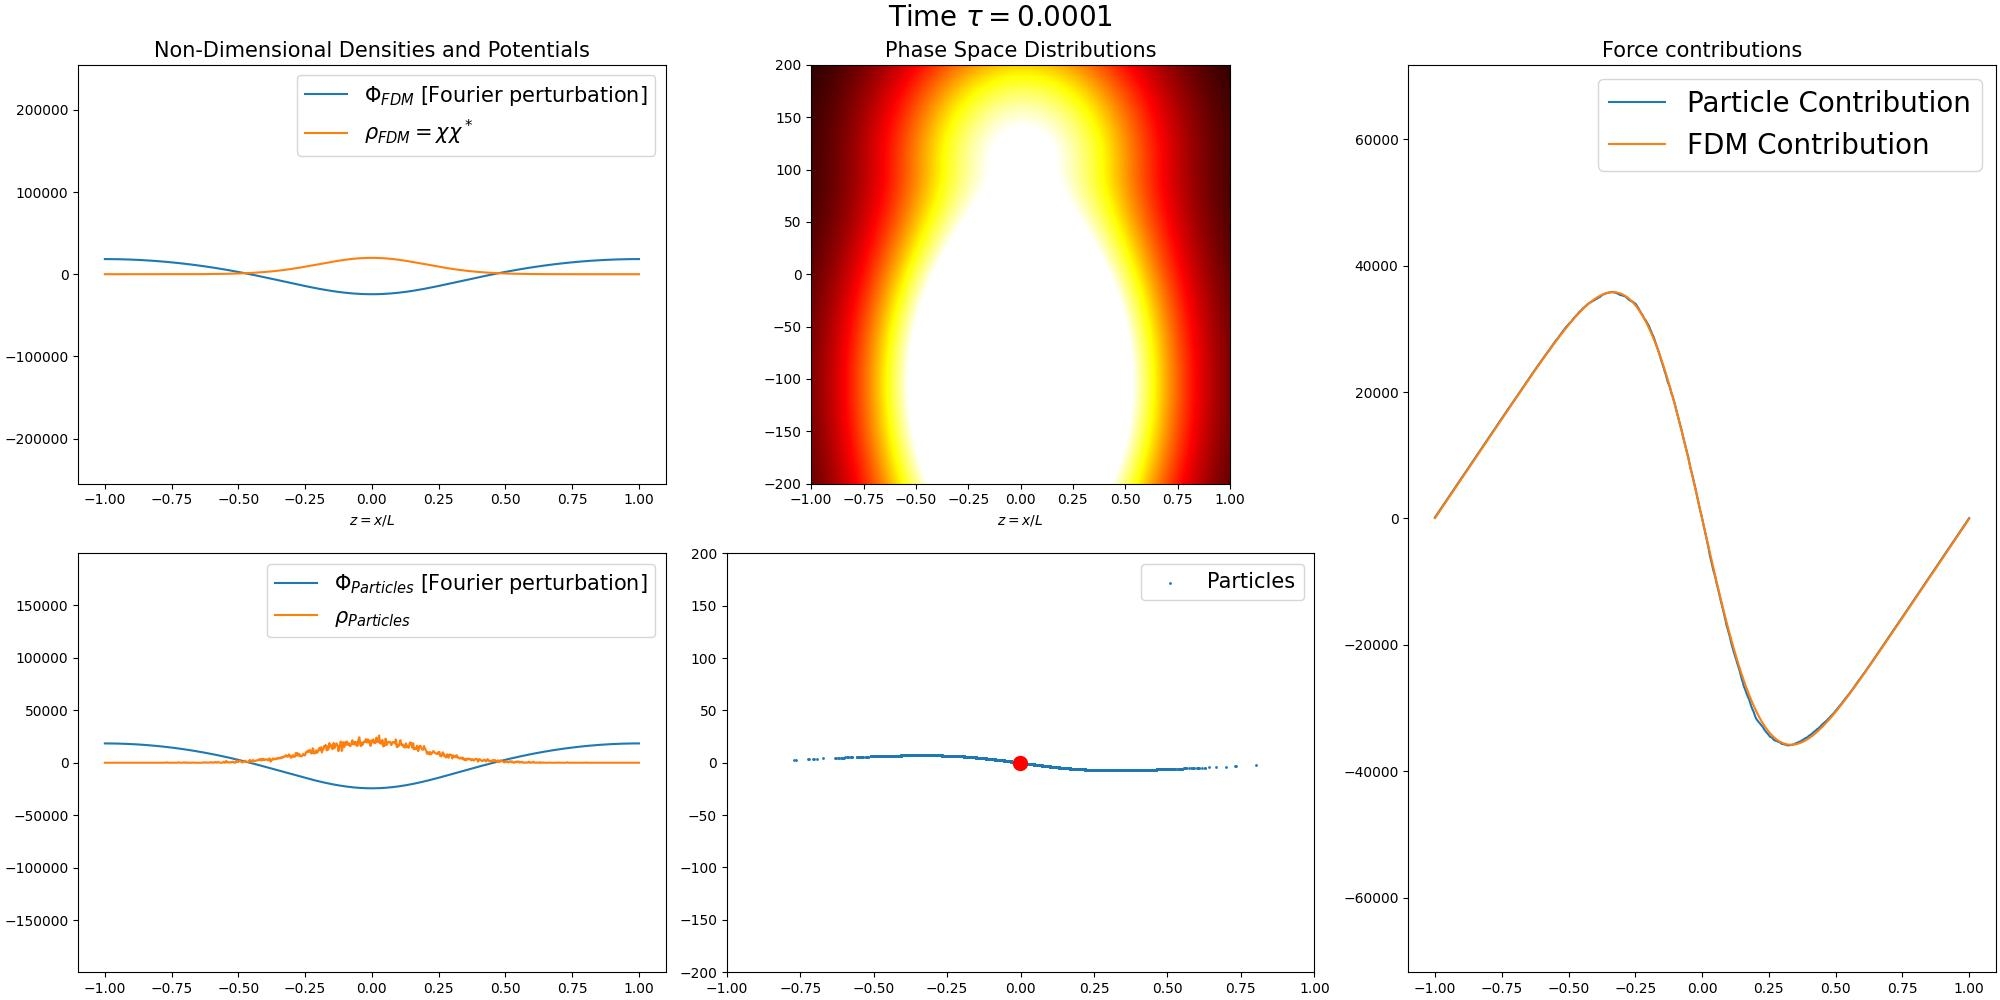 Time τ = 0.0001
Non-Dimensional Densities and Potentials
Φ_FDM [Fourier perturbation]
ρ_FDM = χχ*
200000
100000
0
−100000
−200000
−1.00 −0.75 −0.50 −0.25 0.00 0.25 0.50 0.75 1.00
z = x/L
Phase Space Distributions
200
150
100
50
0
−50
−100
−150
−200
−1.00 −0.75 −0.50 −0.25 0.00 0.25 0.50 0.75 1.00
z = x/L
Force contributions
Particle Contribution
FDM Contribution
60000
40000
20000
0
−20000
−40000
−60000
−1.00 −0.75 −0.50 −0.25 0.00 0.25 0.50 0.75 1.00
Φ_Particles [Fourier perturbation]
ρ_Particles
150000
100000
50000
0
−50000
−100000
−150000
−1.00 −0.75 −0.50 −0.25 0.00 0.25 0.50 0.75 1.00
Particles
200
150
100
50
0
−50
−100
−150
−200
−1.00 −0.75 −0.50 −0.25 0.00 0.25 0.50 0.75 1.00